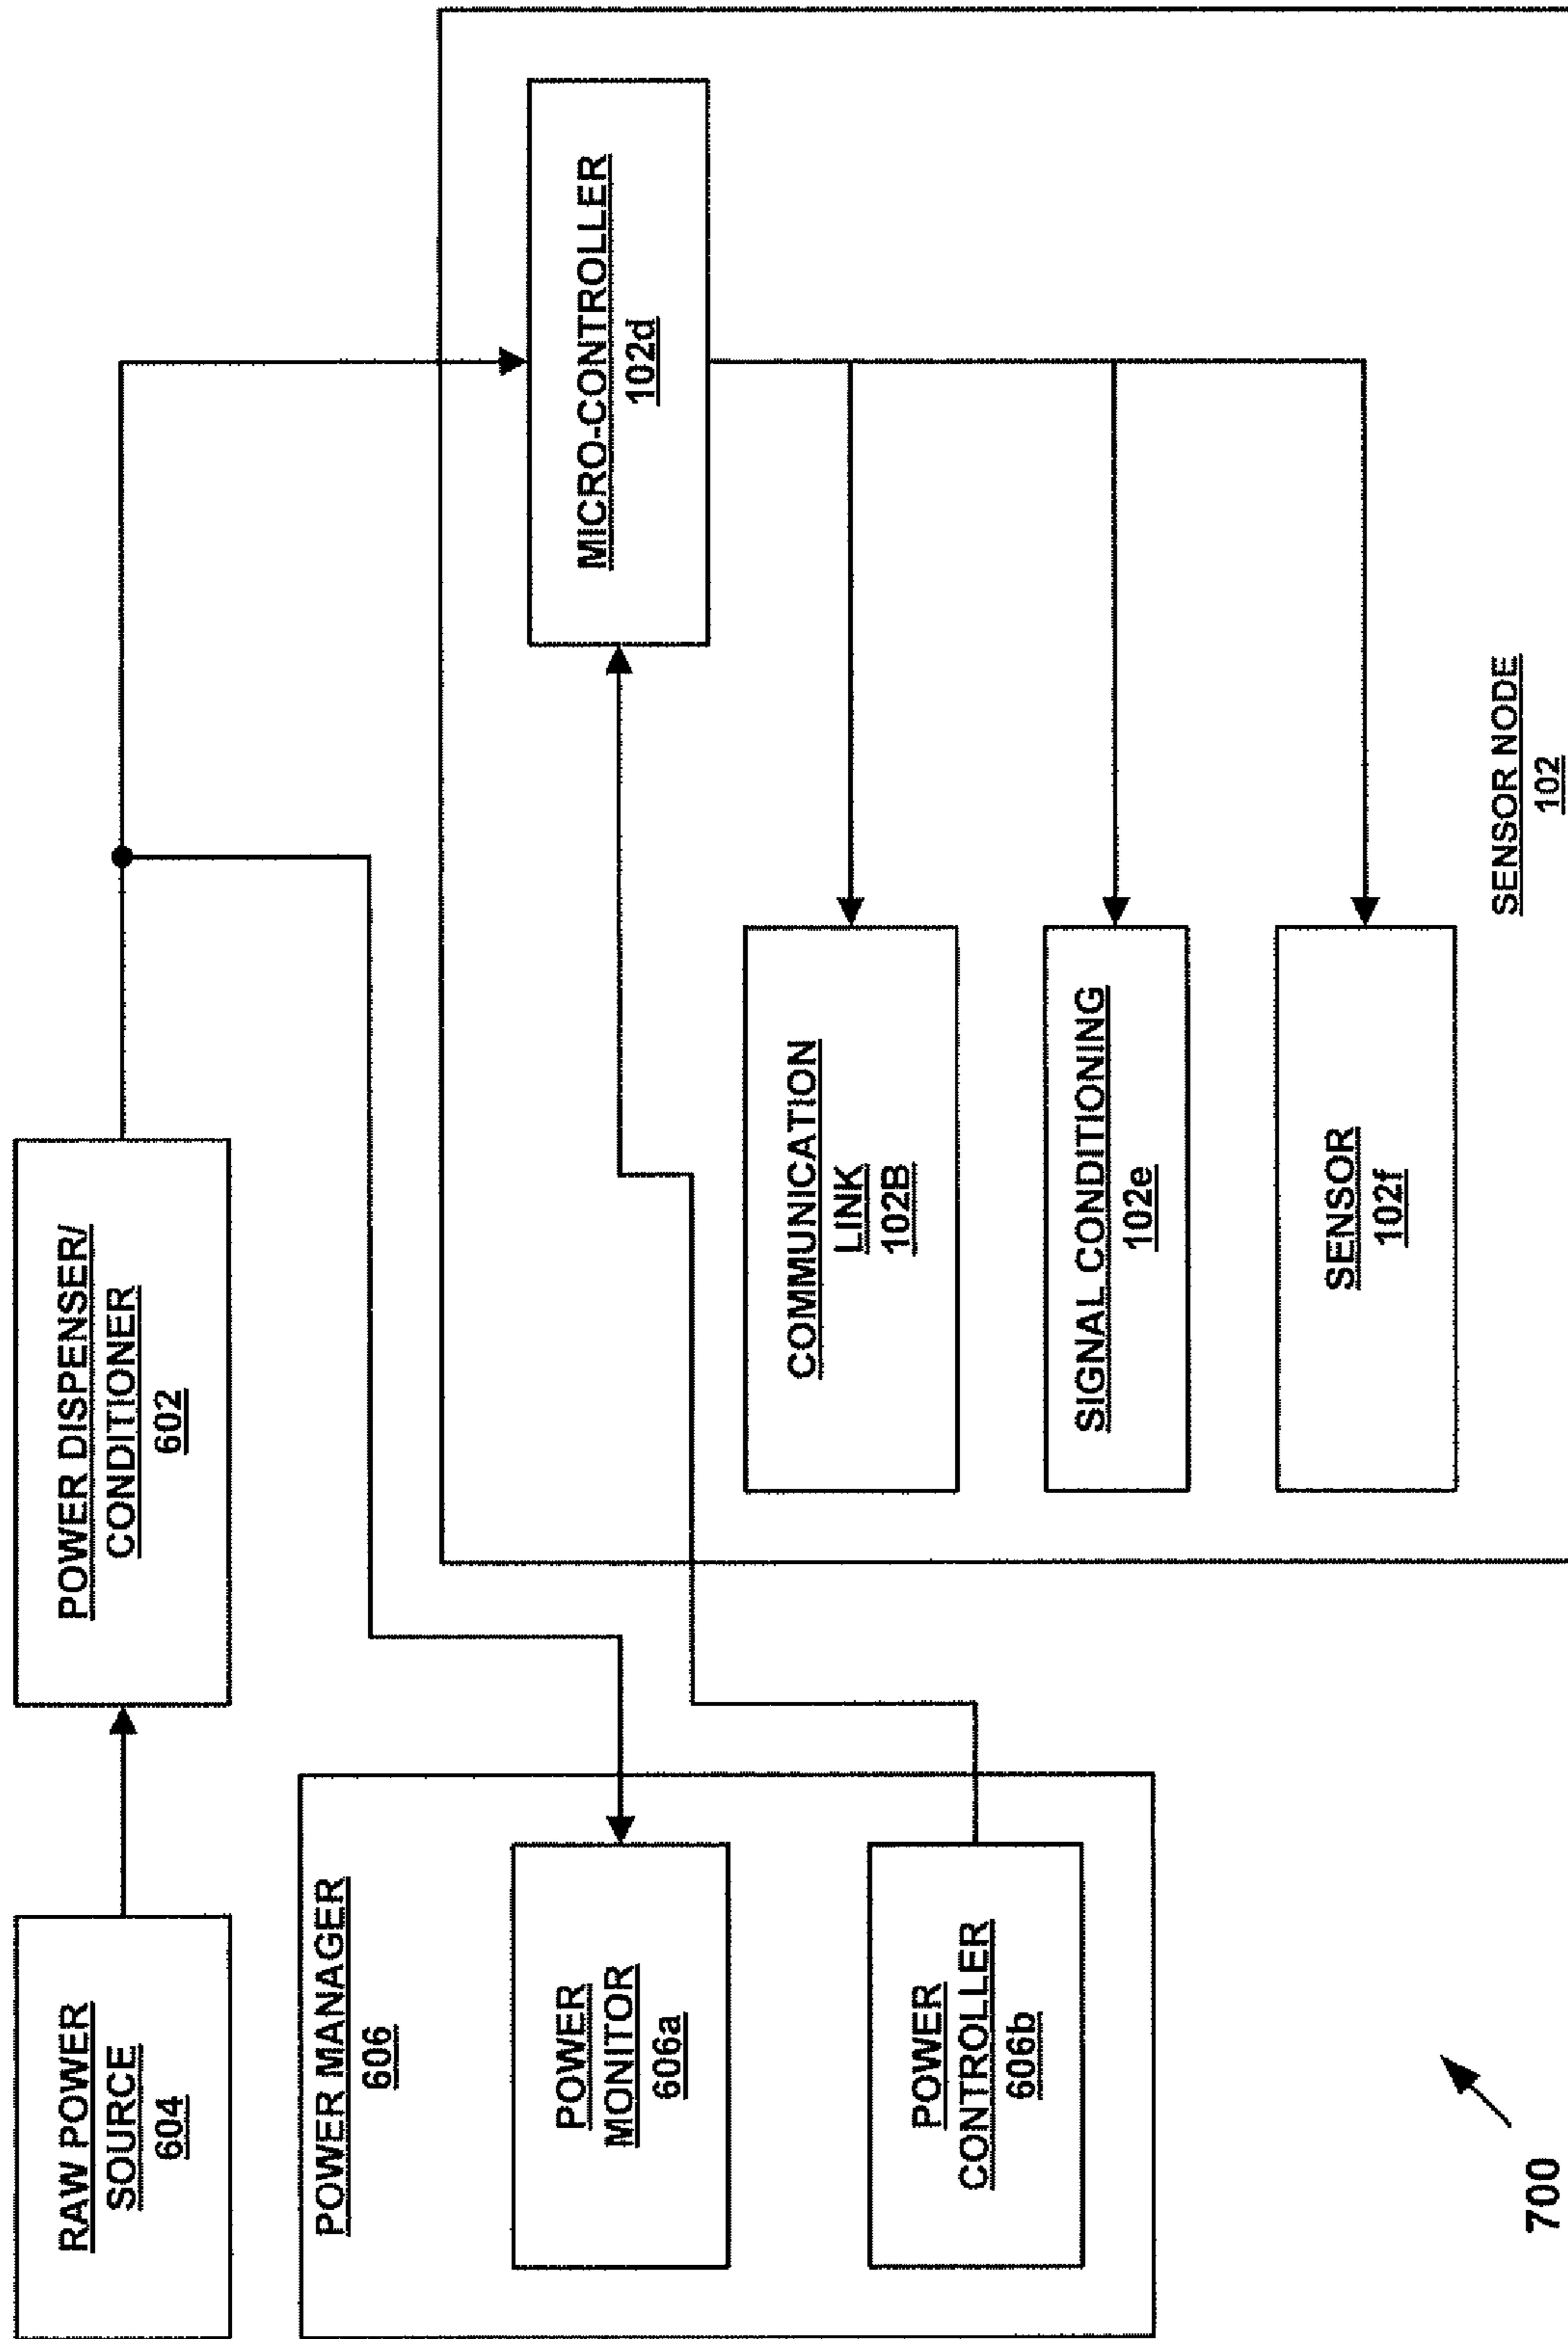 RAW POWER
SOURCE
604
POWER DISPENSER/
CONDITIONER
602
POWER MANAGER
606
POWER
MONITOR
606a
POWER
CONTROLLER
606b
MICRO-CONTROLLER
102d
COMMUNICATION
LINK
102B
SIGNAL CONDITIONING
102e
SENSOR
102f
SENSOR NODE
102
700